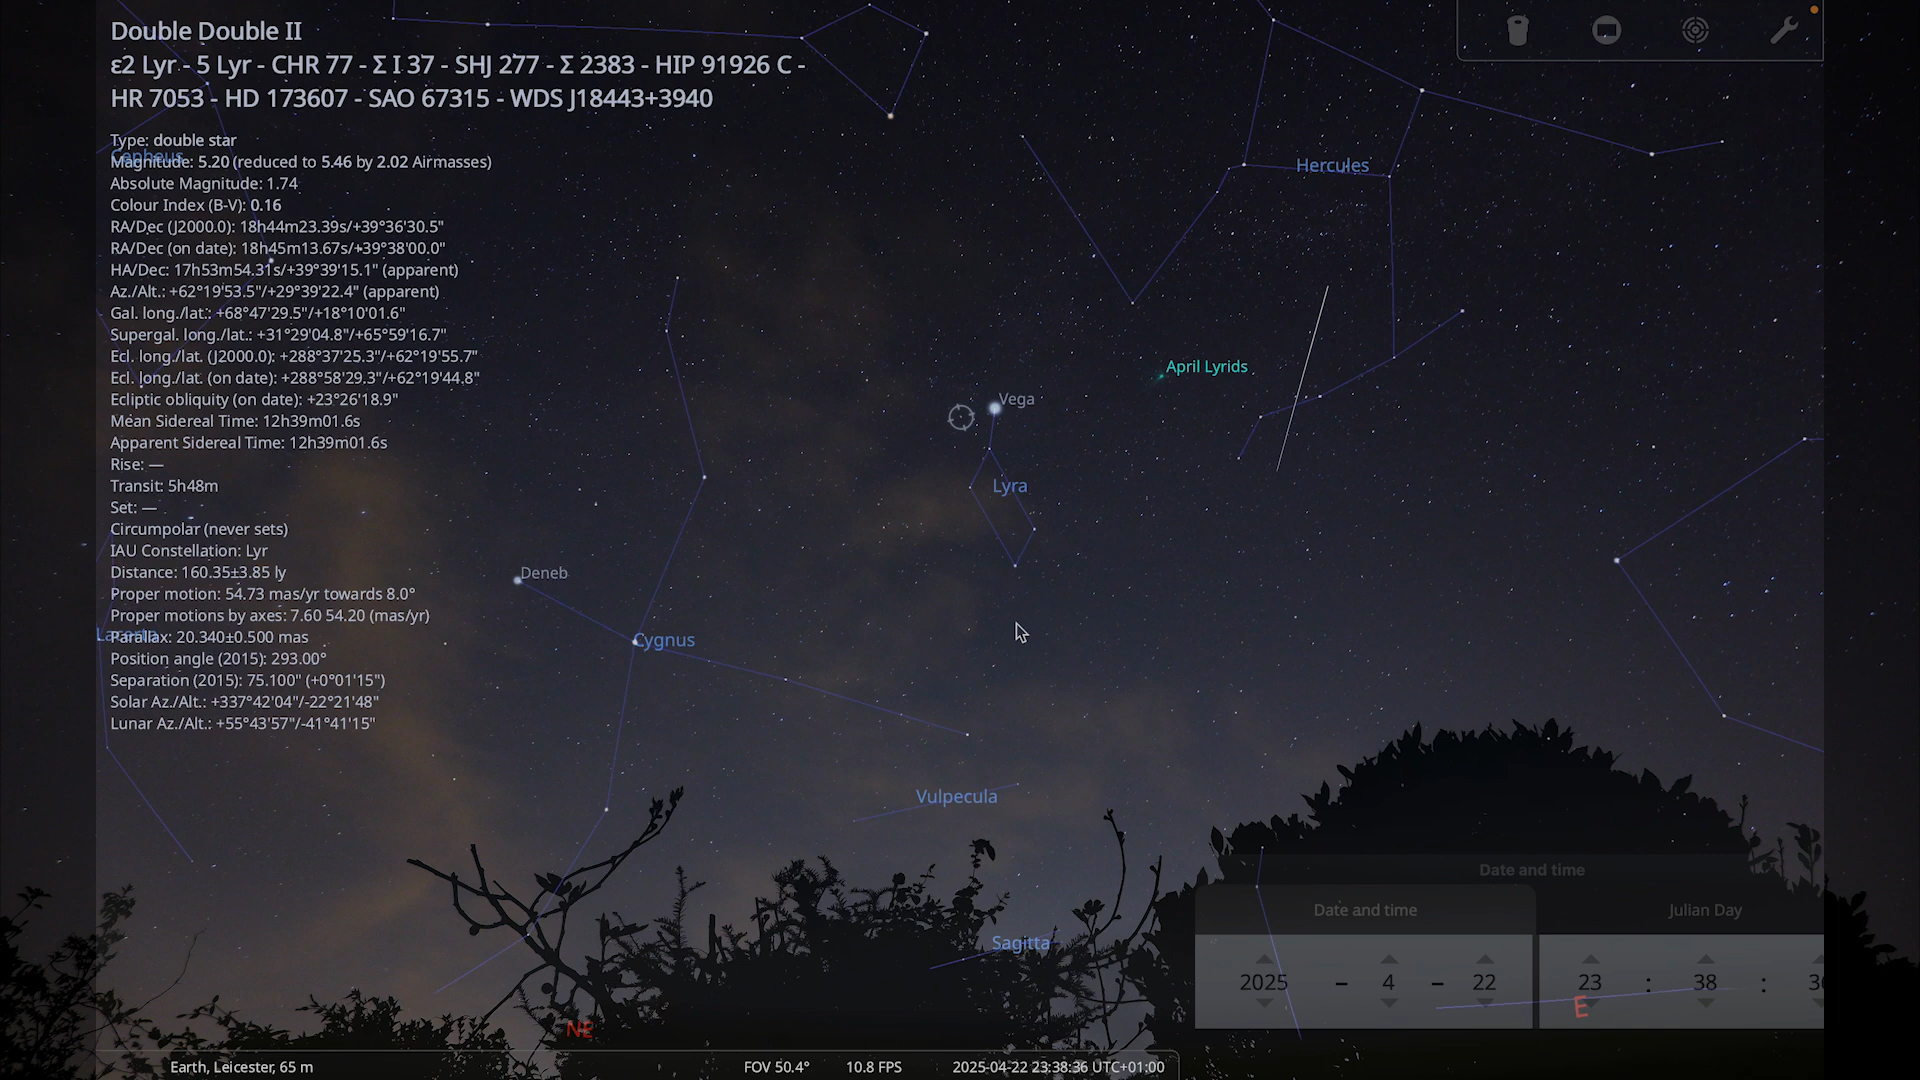 Double Double II
ε2 Lyr - 5 Lyr - CHR 77 - Σ I 37 - SHJ 277 - Σ 2383 - HIP 91926 C -
HR 7053 - HD 173607 - SAO 67315 - WDS J18443+3940
Type: double star
Cepheus
Magnitude: 5.20 (reduced to 5.46 by 2.02 Airmasses)
Hercules
Absolute Magnitude: 1.74
Colour Index (B-V): 0.16
RA/Dec (J2000.0): 18h44m23.39s/+39°36'30.5"
RA/Dec (on date): 18h45m13.67s/+39°38'00.0"
HA/Dec: 17h53m54.31s/+39°39'15.1" (apparent)
Az./Alt.: +62°19'53.5"/+29°39'22.4" (apparent)
Gal. long./lat.: +68°47'29.5"/+18°10'01.6"
Supergal. long./lat.: +31°29'04.8"/+65°59'16.7"
Ecl. long./lat. (J2000.0): +288°37'25.3"/+62°19'55.7"
April Lyrids
Ecl. long./lat. (on date): +288°58'29.3"/+62°19'44.8"
Ecliptic obliquity (on date): +23°26'18.9"
Vega
Mean Sidereal Time: 12h39m01.6s
Apparent Sidereal Time: 12h39m01.6s
Rise: —
Transit: 5h48m
Lyra
Set: —
Circumpolar (never sets)
IAU Constellation: Lyr
Distance: 160.35±3.85 ly
Deneb
Proper motion: 54.73 mas/yr towards 8.0°
Proper motions by axes: 7.60 54.20 (mas/yr)
Lacerta
Parallax: 20.340±0.500 mas
Cygnus
Position angle (2015): 293.00°
Separation (2015): 75.100" (+0°01'15")
Solar Az./Alt.: +337°42'04"/-22°21'48"
Lunar Az./Alt.: +55°43'57"/-41°41'15"
Vulpecula
Date and time
Date and time
Julian Day
Sagitta
2025 – 4 – 22
23 : 38 :
E
NE
Earth, Leicester, 65 m
FOV 50.4°
10.8 FPS
2025-04-22 23:38:36 UTC+01:00